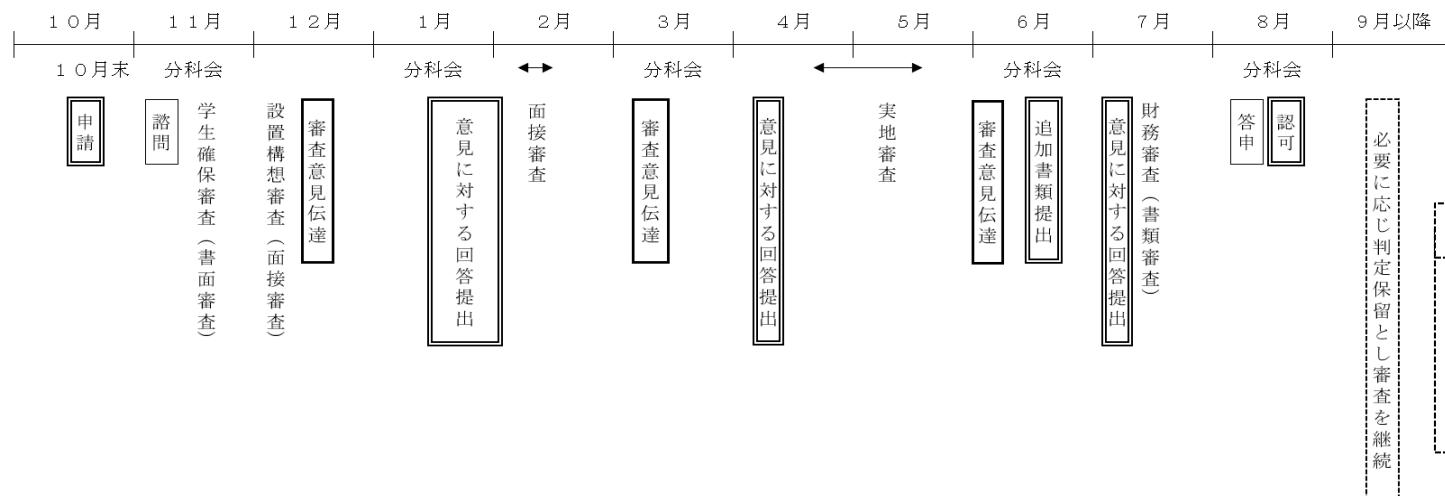 １０月
１１月
１２月
１月
２月
３月
４月
５月
６月
７月
８月
９月以降
１０月末
分科会
分科会
分科会
分科会
分科会
申請
諮問
学生確保審査（書面審査）
設置構想審査（面接審査）
審査意見伝達
意見に対する回答提出
面接審査
審査意見伝達
意見に対する回答提出
実地審査
審査意見伝達
追加書類提出
意見に対する回答提出
財務審査（書類審査）
答申
認可
必要に応じ判定保留とし審査を継続